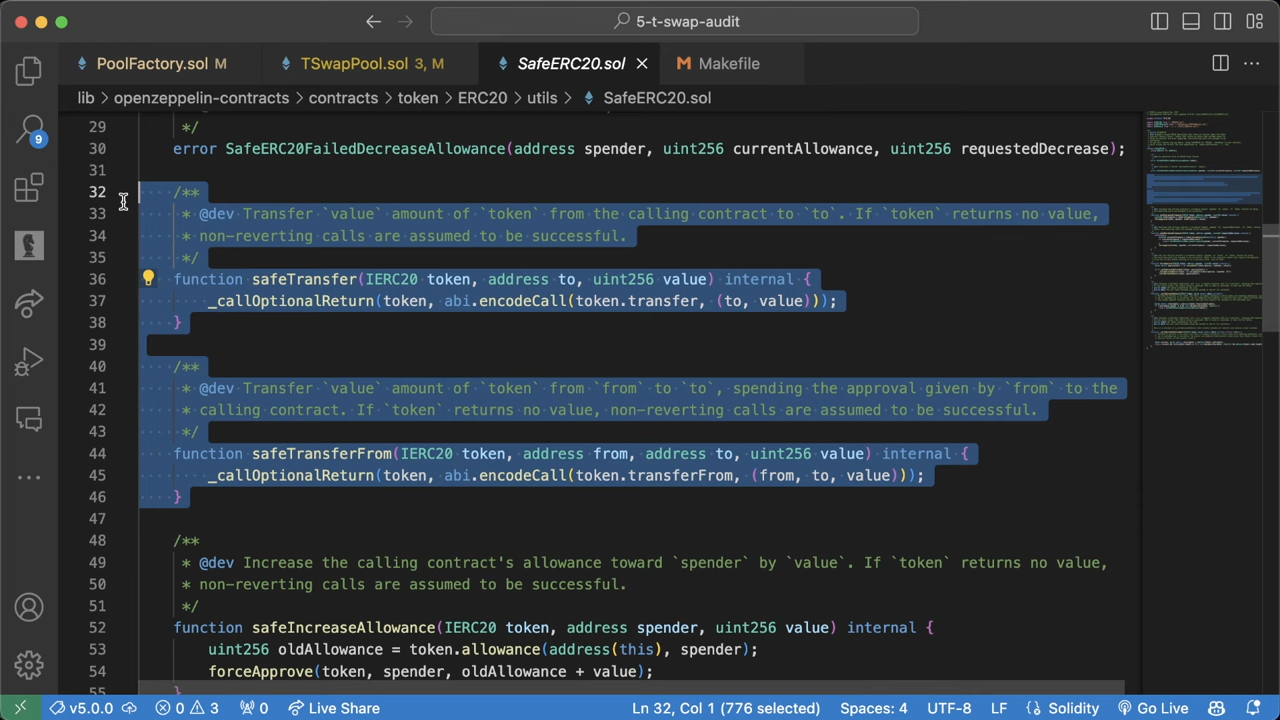 5-t-swap-audit
PoolFactory.sol M
TSwapPool.sol 3, M
SafeERC20.sol
Makefile
lib > openzeppelin-contracts > contracts > token > ERC20 > utils > SafeERC20.sol
29 */
30 error SafeERC20FailedDecreaseAllowance(address spender, uint256 currentAllowance, uint256 requestedDecrease);
31
32 /**
33 * @dev Transfer `value` amount of `token` from the calling contract to `to`. If `token` returns no value,
34 * non-reverting calls are assumed to be successful.
35 */
36 function safeTransfer(IERC20 token, address to, uint256 value) internal {
37 _callOptionalReturn(token, abi.encodeCall(token.transfer, (to, value)));
38 }
39
40 /**
41 * @dev Transfer `value` amount of `token` from `from` to `to`, spending the approval given by `from` to the
42 * calling contract. If `token` returns no value, non-reverting calls are assumed to be successful.
43 */
44 function safeTransferFrom(IERC20 token, address from, address to, uint256 value) internal {
45 _callOptionalReturn(token, abi.encodeCall(token.transferFrom, (from, to, value)));
46 }
47
48 /**
49 * @dev Increase the calling contract's allowance toward `spender` by `value`. If `token` returns no value,
50 * non-reverting calls are assumed to be successful.
51 */
52 function safeIncreaseAllowance(IERC20 token, address spender, uint256 value) internal {
53 uint256 oldAllowance = token.allowance(address(this), spender);
54 forceApprove(token, spender, oldAllowance + value);
55 }
9
v5.0.0 0 3 0 Live Share Ln 32, Col 1 (776 selected) Spaces: 4 UTF-8 LF Solidity Go Live